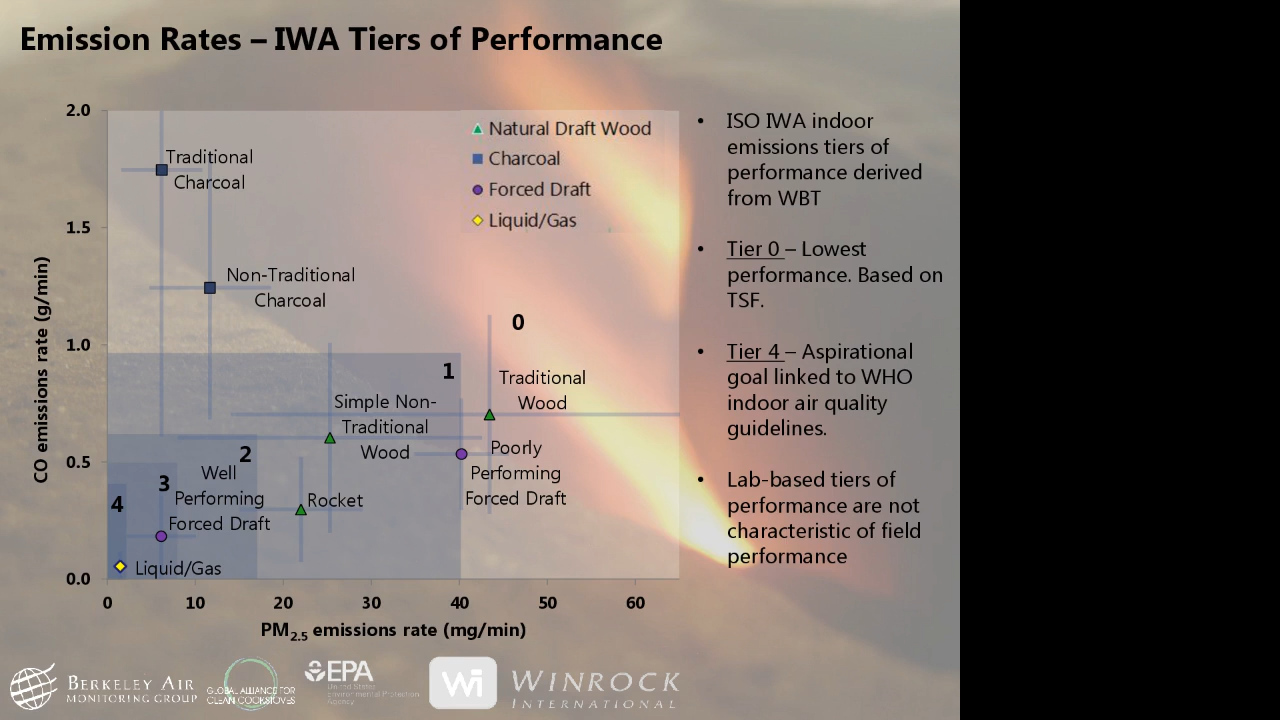 Emission Rates – IWA Tiers of Performance
2.0
1.5
1.0
0.5
0.0
CO emissions rate (g/min)
0 10 20 30 40 50 60
PM2.5 emissions rate (mg/min)
Natural Draft Wood
Charcoal
Forced Draft
Liquid/Gas
Traditional
Charcoal
Non-Traditional
Charcoal
0
1
2
3
4
Traditional
Wood
Simple Non-
Traditional
Wood
Poorly
Performing
Forced Draft
Well
Performing
Forced Draft
Rocket
Liquid/Gas
• ISO IWA indoor
emissions tiers of
performance derived
from WBT
• Tier 0 – Lowest
performance. Based on
TSF.
• Tier 4 – Aspirational
goal linked to WHO
indoor air quality
guidelines.
• Lab-based tiers of
performance are not
characteristic of field
performance
BERKELEY AIR
MONITORING GROUP
GLOBAL ALLIANCE FOR
CLEAN COOKSTOVES
EPA
United States
Environmental Protection
Agency
Wi
WINROCK
INTERNATIONAL